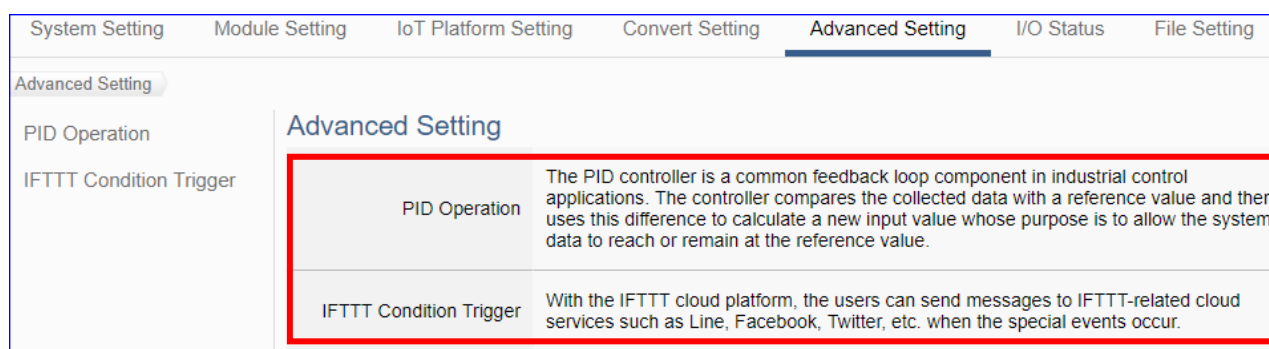 System Setting Module Setting IoT Platform Setting Convert Setting Advanced Setting I/O Status File Setting
Advanced Setting
PID Operation
IFTTT Condition Trigger
Advanced Setting
PID Operation
The PID controller is a common feedback loop component in industrial control
applications. The controller compares the collected data with a reference value and then
uses this difference to calculate a new input value whose purpose is to allow the system
data to reach or remain at the reference value.
IFTTT Condition Trigger
With the IFTTT cloud platform, the users can send messages to IFTTT-related cloud
services such as Line, Facebook, Twitter, etc. when the special events occur.